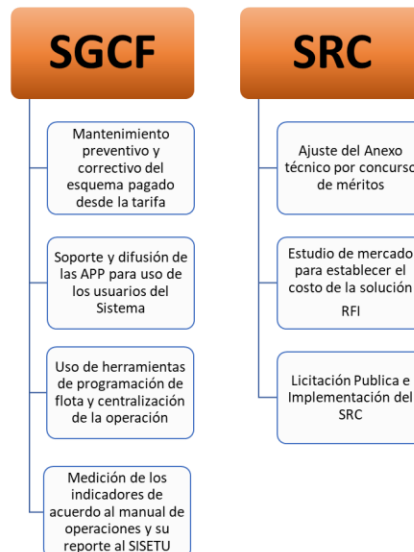 SGCF
Mantenimiento
preventivo y
correctivo del
esquema pagado
desde la tarifa
Soporte y difusión de
las APP para uso de
los usuarios del
Sistema
Uso de herramientas
de programación de
flota y centralización
de la operación
Medición de los
indicadores de
acuerdo al manual de
operaciones y su
reporte al SISETU
SRC
Ajuste del Anexo
técnico por concurso
de méritos
Estudio de mercado
para establecer el
costo de la solución
RFI
Licitación Publica e
Implementación del
SRC